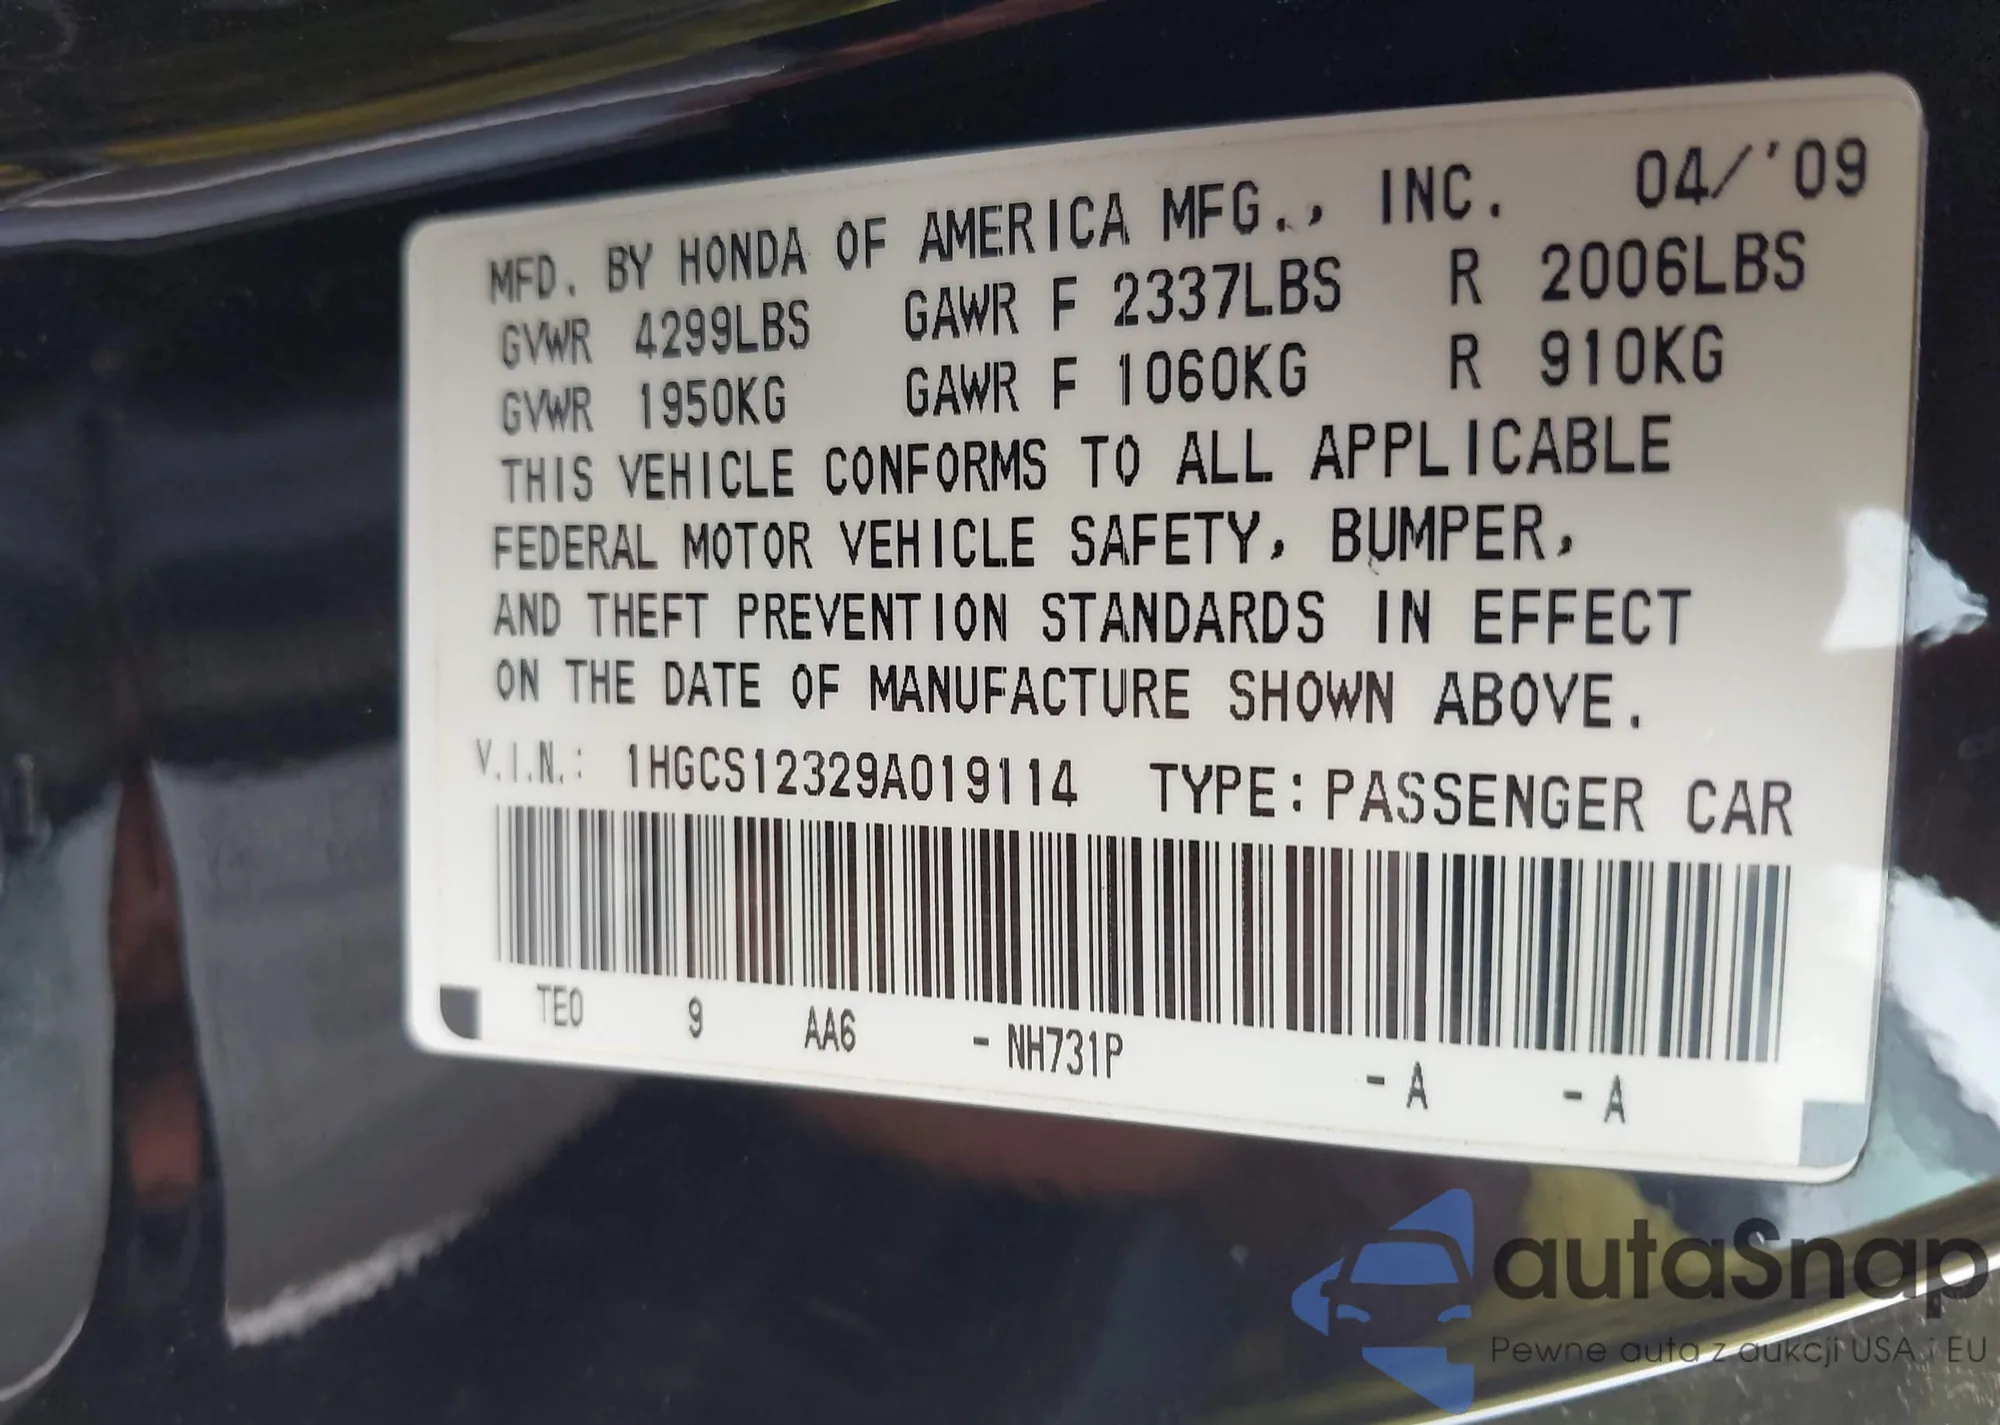 MFD. BY HONDA OF AMERICA MFG., INC. 04/'09
GVWR 4299LBS GAWR F 2337LBS R 2006LBS
GVWR 1950KG GAWR F 1060KG R 910KG
THIS VEHICLE CONFORMS TO ALL APPLICABLE
FEDERAL MOTOR VEHICLE SAFETY, BUMPER,
AND THEFT PREVENTION STANDARDS IN EFFECT
ON THE DATE OF MANUFACTURE SHOWN ABOVE.
V.I.N.: 1HGCS12329A019114 TYPE: PASSENGER CAR
TE0 9 AA6 - NH731P - A - A
autaSnap
Pewne auta z aukcji USA i EU